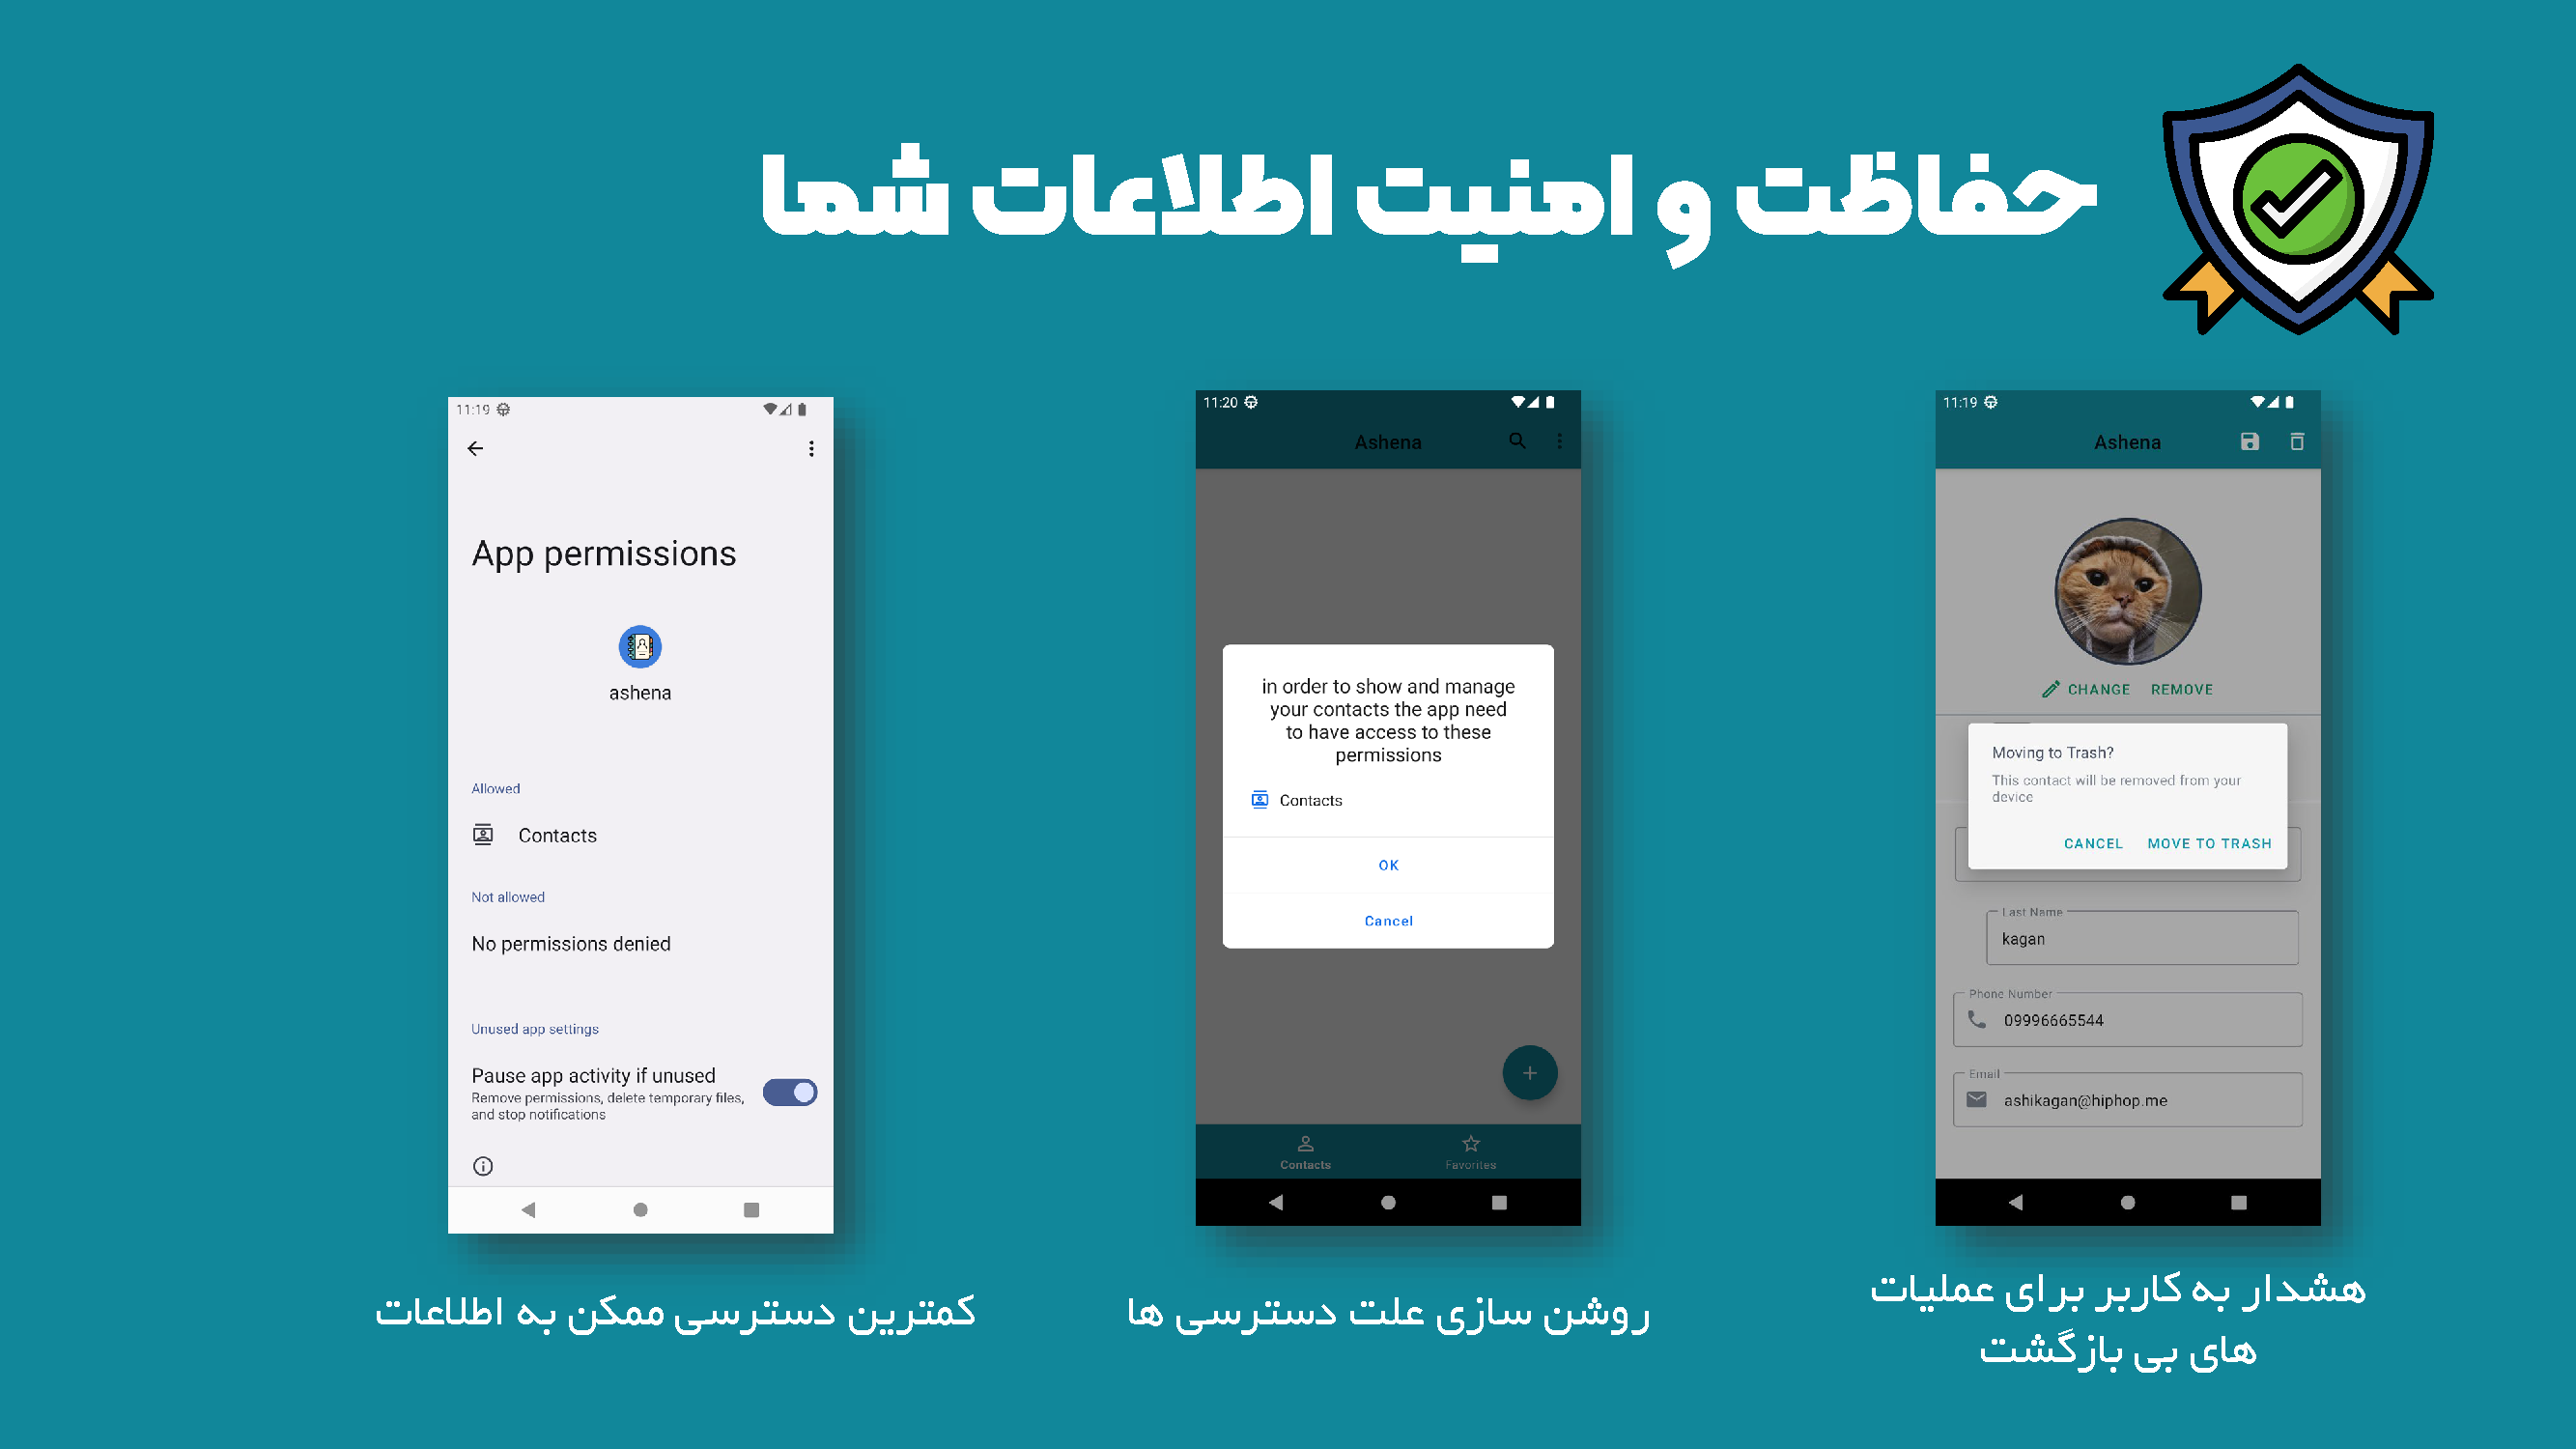 حفاظت و امنیت اطلاعات شما
11:19
Ashena
CHANGE REMOVE
Moving to Trash?
This contact will be removed from your
device
CANCEL MOVE TO TRASH
Last Name
kagan
Phone Number
09996665544
Email
ashikagan@hiphop.me
هشدار به کاربر برای عملیات
های بی بازگشت
11:20
Ashena
in order to show and manage
your contacts the app need
to have access to these
permissions
Contacts
OK
Cancel
Contacts Favorites
روشن سازی علت دسترسی ها
11:19
App permissions
ashena
Allowed
Contacts
Not allowed
No permissions denied
Unused app settings
Pause app activity if unused
Remove permissions, delete temporary files,
and stop notifications
کمترین دسترسی ممکن به اطلاعات